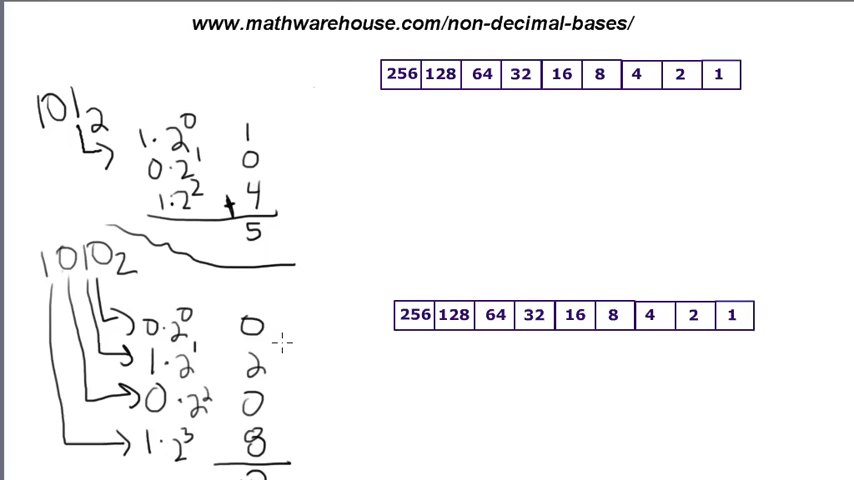 www.mathwarehouse.com/non-decimal-bases/
256 128 64 32 16 8 4 2 1
101₂
1·2⁰ 1
0·2¹ 0
1·2² + 4
5
1010₂
256 128 64 32 16 8 4 2 1
0·2⁰ 0
1·2¹ 2
0·2² 0
1·2³ 8